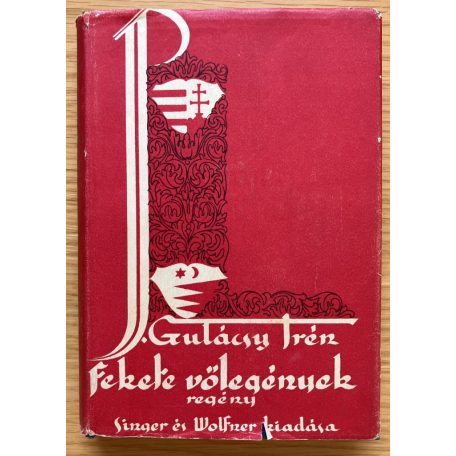 P. Gulácsy Irén
Fekete vőlegények
regény
Singer és Wolfner kiadása